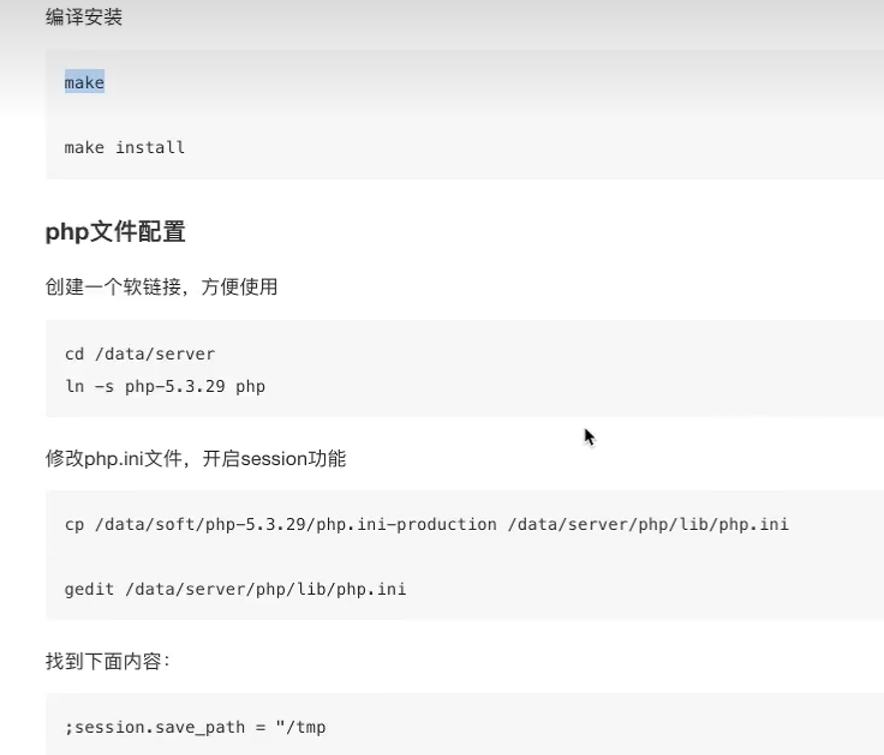 编译安装
make
make install
php文件配置
创建一个软链接，方便使用
cd /data/server
ln -s php-5.3.29 php
修改php.ini文件，开启session功能
cp /data/soft/php-5.3.29/php.ini-production /data/server/php/lib/php.ini
gedit /data/server/php/lib/php.ini
找到下面内容：
;session.save_path = "/tmp